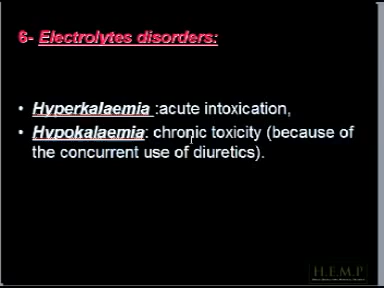 6- Electrolytes disorders:
• Hyperkalaemia :acute intoxication,
• Hypokalaemia: chronic toxicity (because of
the concurrent use of diuretics).
H.E.M.P